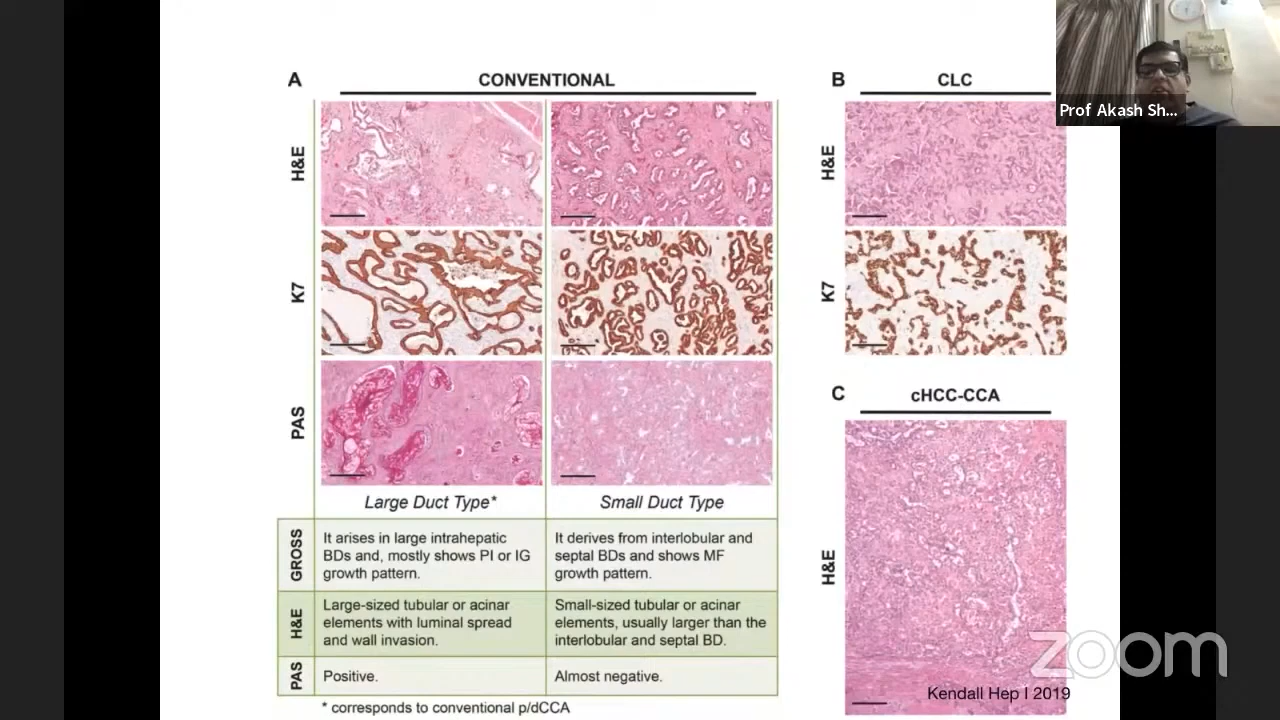 A
CONVENTIONAL
B
CLC
Prof Akash Sh...
H&E
H&E
K7
K7
PAS
C
cHCC-CCA
H&E
Large Duct Type*
Small Duct Type
GROSS
It arises in large intrahepatic
BDs and, mostly shows PI or IG
growth pattern.
It derives from interlobular and
septal BDs and shows MF
growth pattern.
H&E
Large-sized tubular or acinar
elements with luminal spread
and wall invasion.
Small-sized tubular or acinar
elements, usually larger than the
interlobular and septal BD.
PAS
Positive.
Almost negative.
* corresponds to conventional p/dCCA
zoom
Kendall Hep I 2019